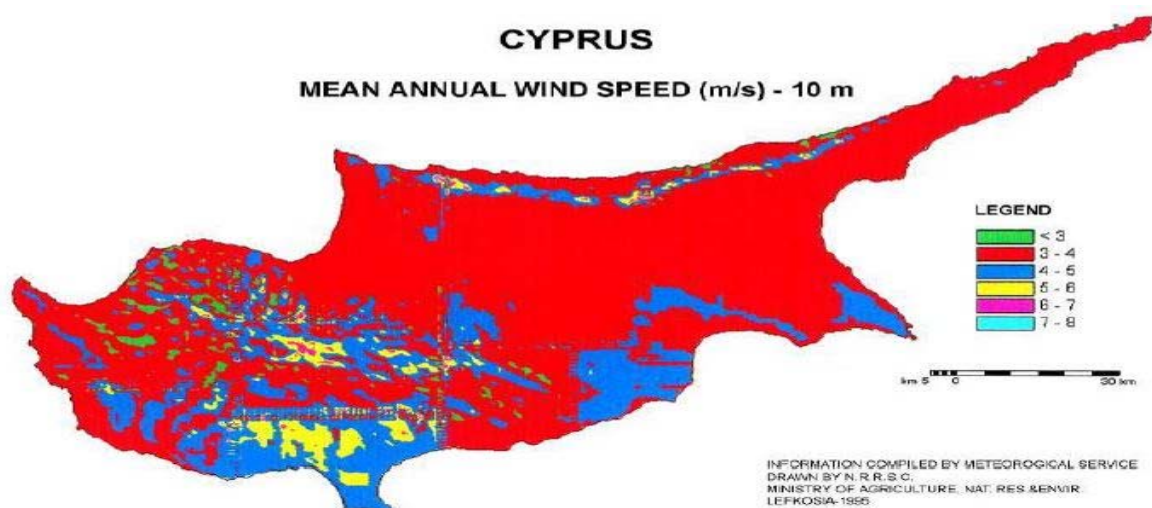 CYPRUS
MEAN ANNUAL WIND SPEED (m/s) - 10 m
LEGEND
< 3
3 - 4
4 - 5
5 - 6
6 - 7
7 - 8
km 5 0 30 km
INFORMATION COMPILED BY METEOROGICAL SERVICE
DRAWN BY N.R.R.S.C.
MINISTRY OF AGRICULTURE, NAT. RES &ENVIR.
LEFKOSIA-1995